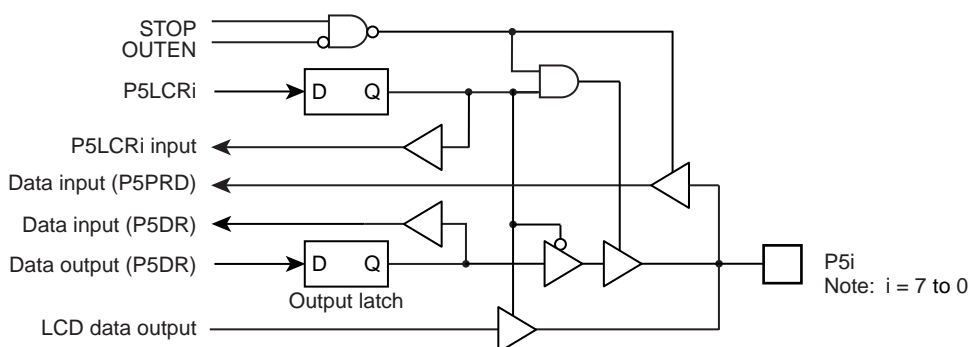 STOP
OUTEN
P5LCRi
D Q
P5LCRi input
Data input (P5PRD)
Data input (P5DR)
Data output (P5DR)
D Q
Output latch
LCD data output
P5i
Note: i = 7 to 0